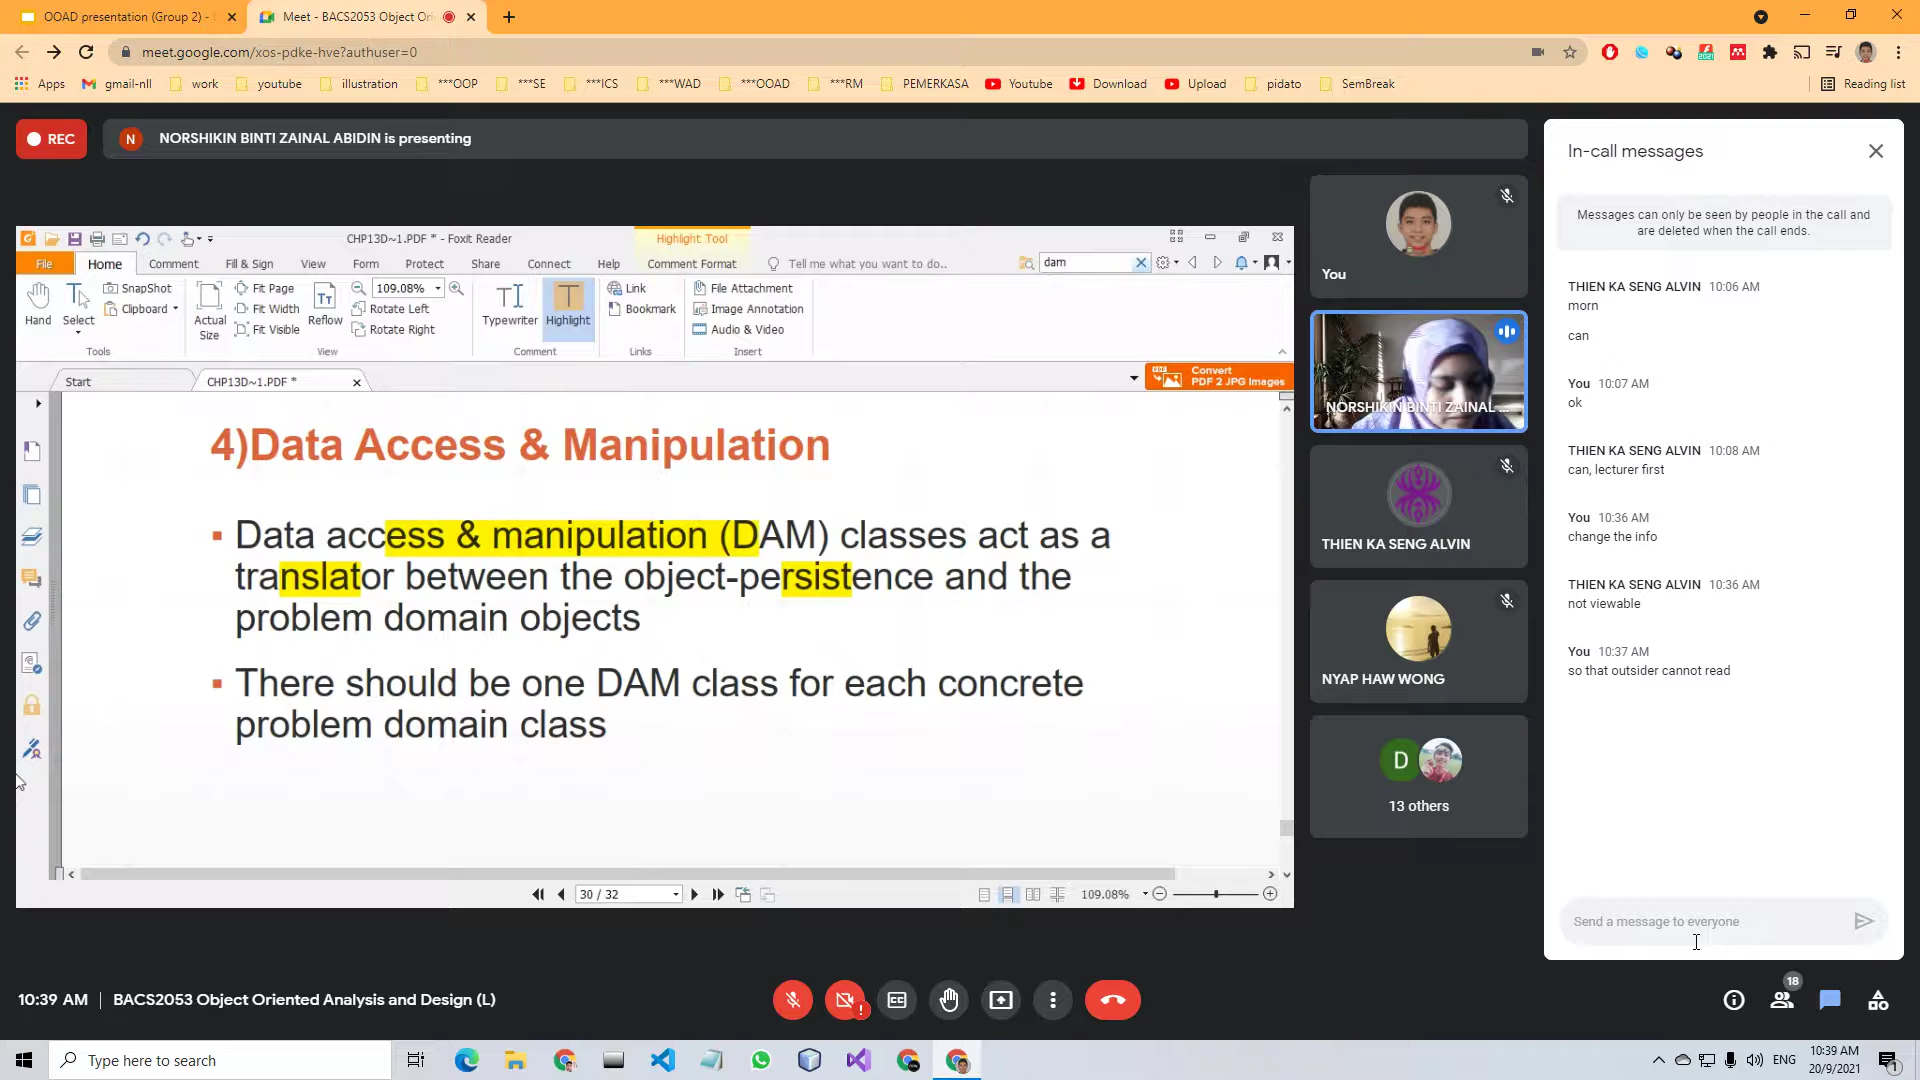 OOAD presentation (Group 2) -
Meet - BACS2053 Object Ori
meet.google.com/xos-pdke-hve?authuser=0
Apps
gmail-nll
work
youtube
illustration
***OOP
***SE
***ICS
***WAD
***OOAD
***RM
PEMERKASA
Youtube
Download
Upload
pidato
SemBreak
Reading list
REC
N
NORSHIKIN BINTI ZAINAL ABIDIN is presenting
CHP13D~1.PDF * - Foxit Reader
Highlight Tool
File
Home
Comment
Fill & Sign
View
Form
Protect
Share
Connect
Help
Comment Format
Tell me what you want to do..
dam
Hand
Select
SnapShot
Clipboard
Tools
Actual
Size
Fit Page
Fit Width
Fit Visible
Reflow
109.08%
Rotate Left
Rotate Right
View
Typewriter
Highlight
Comment
Link
Bookmark
Links
File Attachment
Image Annotation
Audio & Video
Insert
Start
CHP13D~1.PDF *
Convert
PDF 2 JPG Images
4)Data Access & Manipulation
▪ Data access & manipulation (DAM) classes act as a
translator between the object-persistence and the
problem domain objects
▪ There should be one DAM class for each concrete
problem domain class
30 / 32
109.08%
You
NORSHIKIN BINTI ZAINAL ...
THIEN KA SENG ALVIN
NYAP HAW WONG
D
13 others
In-call messages
Messages can only be seen by people in the call and
are deleted when the call ends.
THIEN KA SENG ALVIN 10:06 AM
morn
can
You 10:07 AM
ok
THIEN KA SENG ALVIN 10:08 AM
can, lecturer first
You 10:36 AM
change the info
THIEN KA SENG ALVIN 10:36 AM
not viewable
You 10:37 AM
so that outsider cannot read
Send a message to everyone
10:39 AM | BACS2053 Object Oriented Analysis and Design (L)
18
Type here to search
ENG
10:39 AM
20/9/2021
1